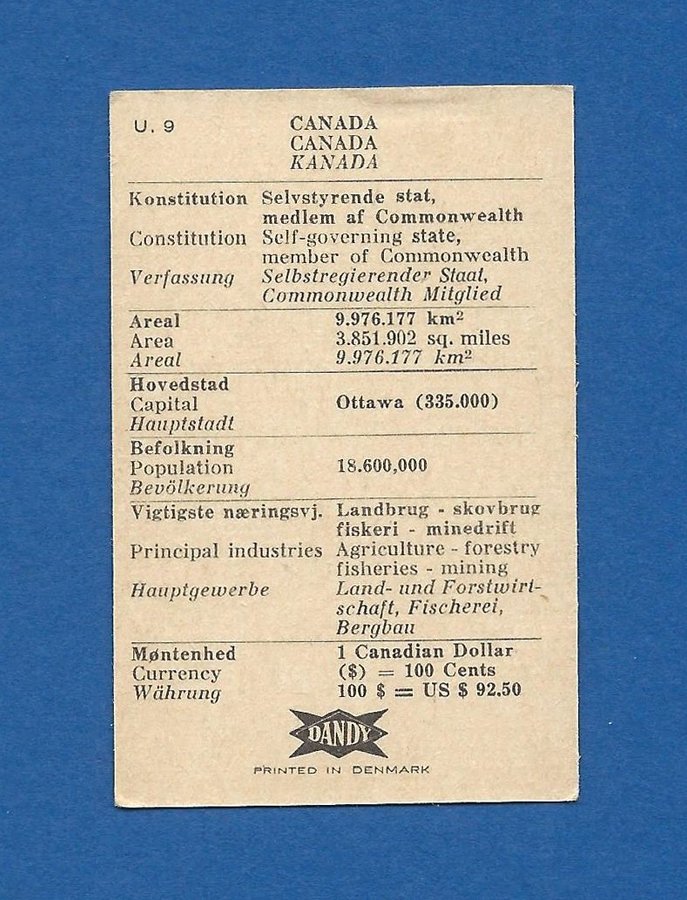 U. 9
CANADA
CANADA
KANADA
Konstitution Selvstyrende stat,
medlem af Commonwealth
Constitution Self-governing state,
member of Commonwealth
Verfassung Selbstregierender Staat,
Commonwealth Mitglied
Areal 9.976.177 km²
Area 3.851.902 sq. miles
Areal 9.976.177 km²
Hovedstad
Capital Ottawa (335.000)
Hauptstadt
Befolkning
Population 18.600,000
Bevölkerung
Vigtigste næringsvj. Landbrug - skovbrug
fiskeri - minedrift
Principal industries Agriculture - forestry
fisheries - mining
Hauptgewerbe Land- und Forstwirt-
schaft, Fischerei,
Bergbau
Møntenhed 1 Canadian Dollar
Currency ($) = 100 Cents
Währung 100 $ = US $ 92.50
DANDY
PRINTED IN DENMARK